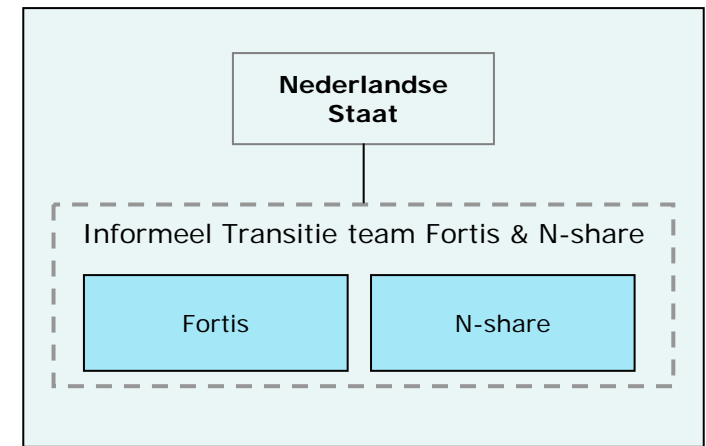 Nederlandse
Staat
Informeel Transitie team Fortis & N-share
Fortis
N-share